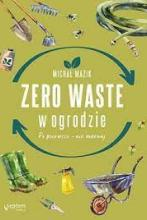 MICHAŁ MAZIK
ZERO WASTE
w ogrodzie
Po pierwsze – nie marnuj